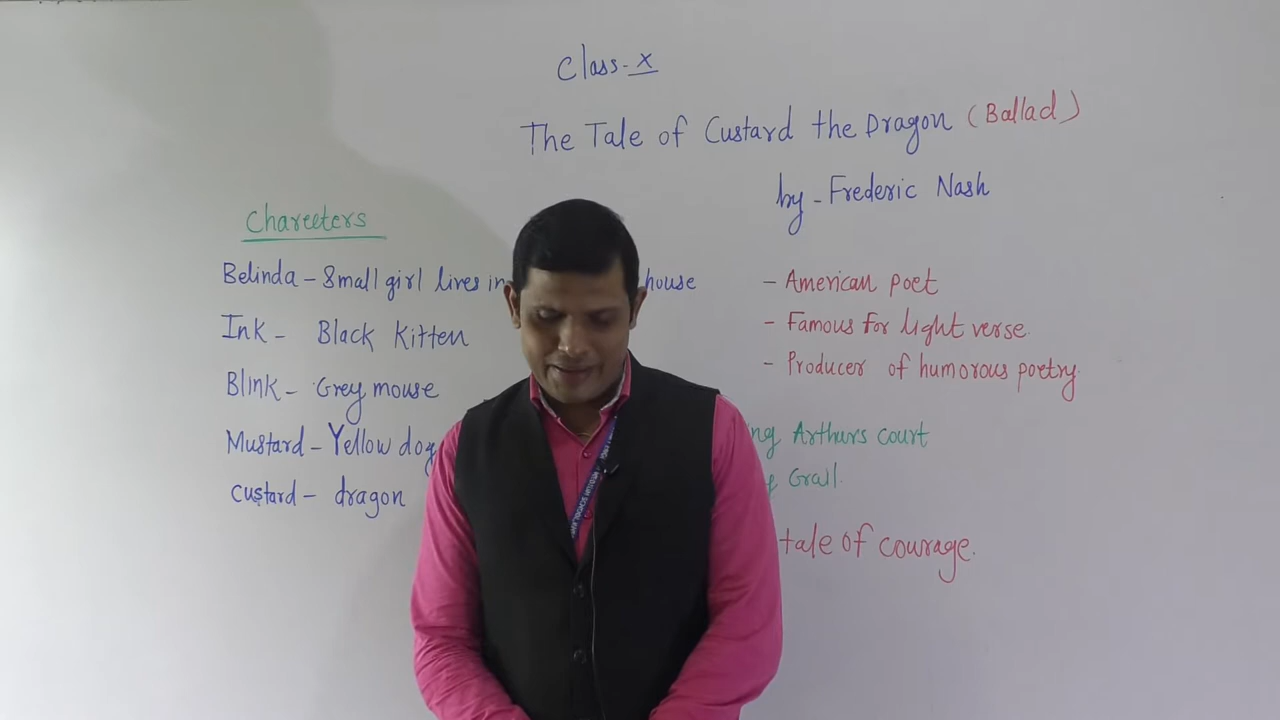 Class-X
The Tale of Custard the Dragon (Ballad)
by - Frederic Nash
Charecters
Belinda - Small girl lives in house
Ink - Black Kitten
Blink - Grey mouse
Mustard - Yellow dog
Custard - dragon
- American poet
- Famous for light verse
- Producer of humorous poetry
Arthurs court
Grall.
tale of courage.